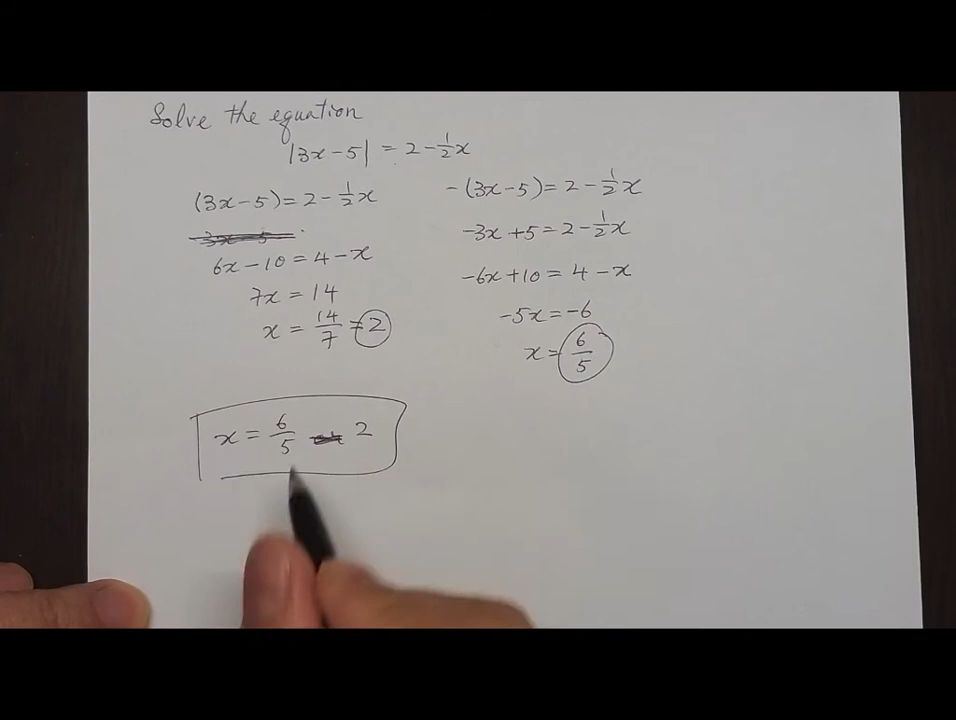 Solve the equation
|3x-5| = 2-½x
(3x-5)=2-½x
3x-5
6x-10=4-x
7x=14
x=14/7=2
-(3x-5)=2-½x
-3x+5=2-½x
-6x+10=4-x
-5x=-6
x=6/5
x=6/5 2